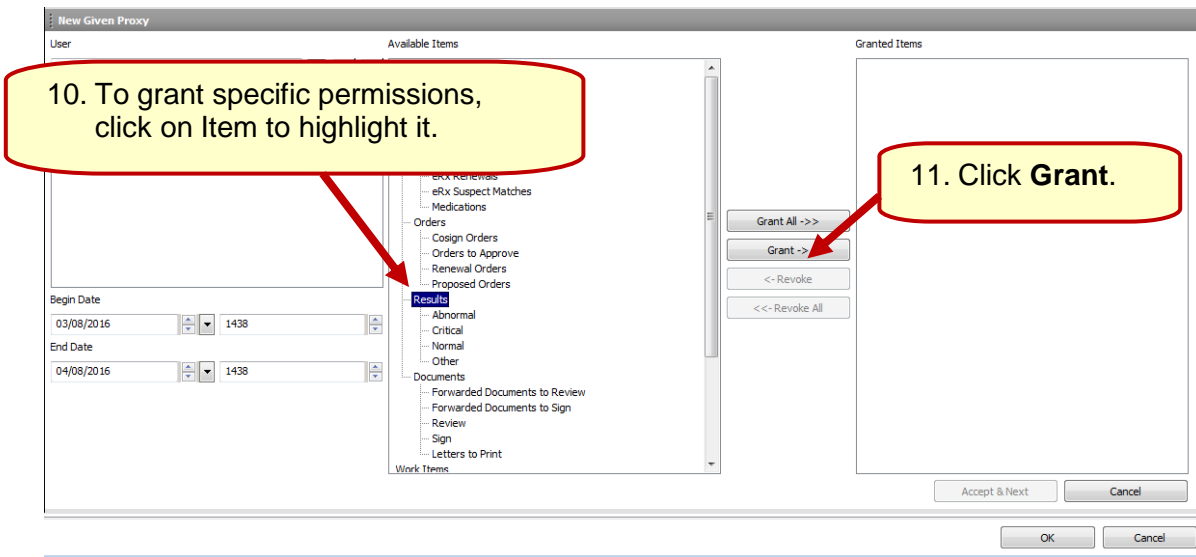 New Given Proxy
User
Available Items
Granted Items
10. To grant specific permissions,
click on Item to highlight it.
11. Click Grant.
eRx Renewals
eRx Suspect Matches
Medications
Orders
Cosign Orders
Orders to Approve
Renewal Orders
Proposed Orders
Results
Abnormal
Critical
Normal
Other
Documents
Forwarded Documents to Review
Forwarded Documents to Sign
Review
Sign
Letters to Print
Work Items
Grant All ->>
Grant ->
<- Revoke
<<- Revoke All
Begin Date
03/08/2016 1438
End Date
04/08/2016 1438
Accept & Next Cancel
OK Cancel